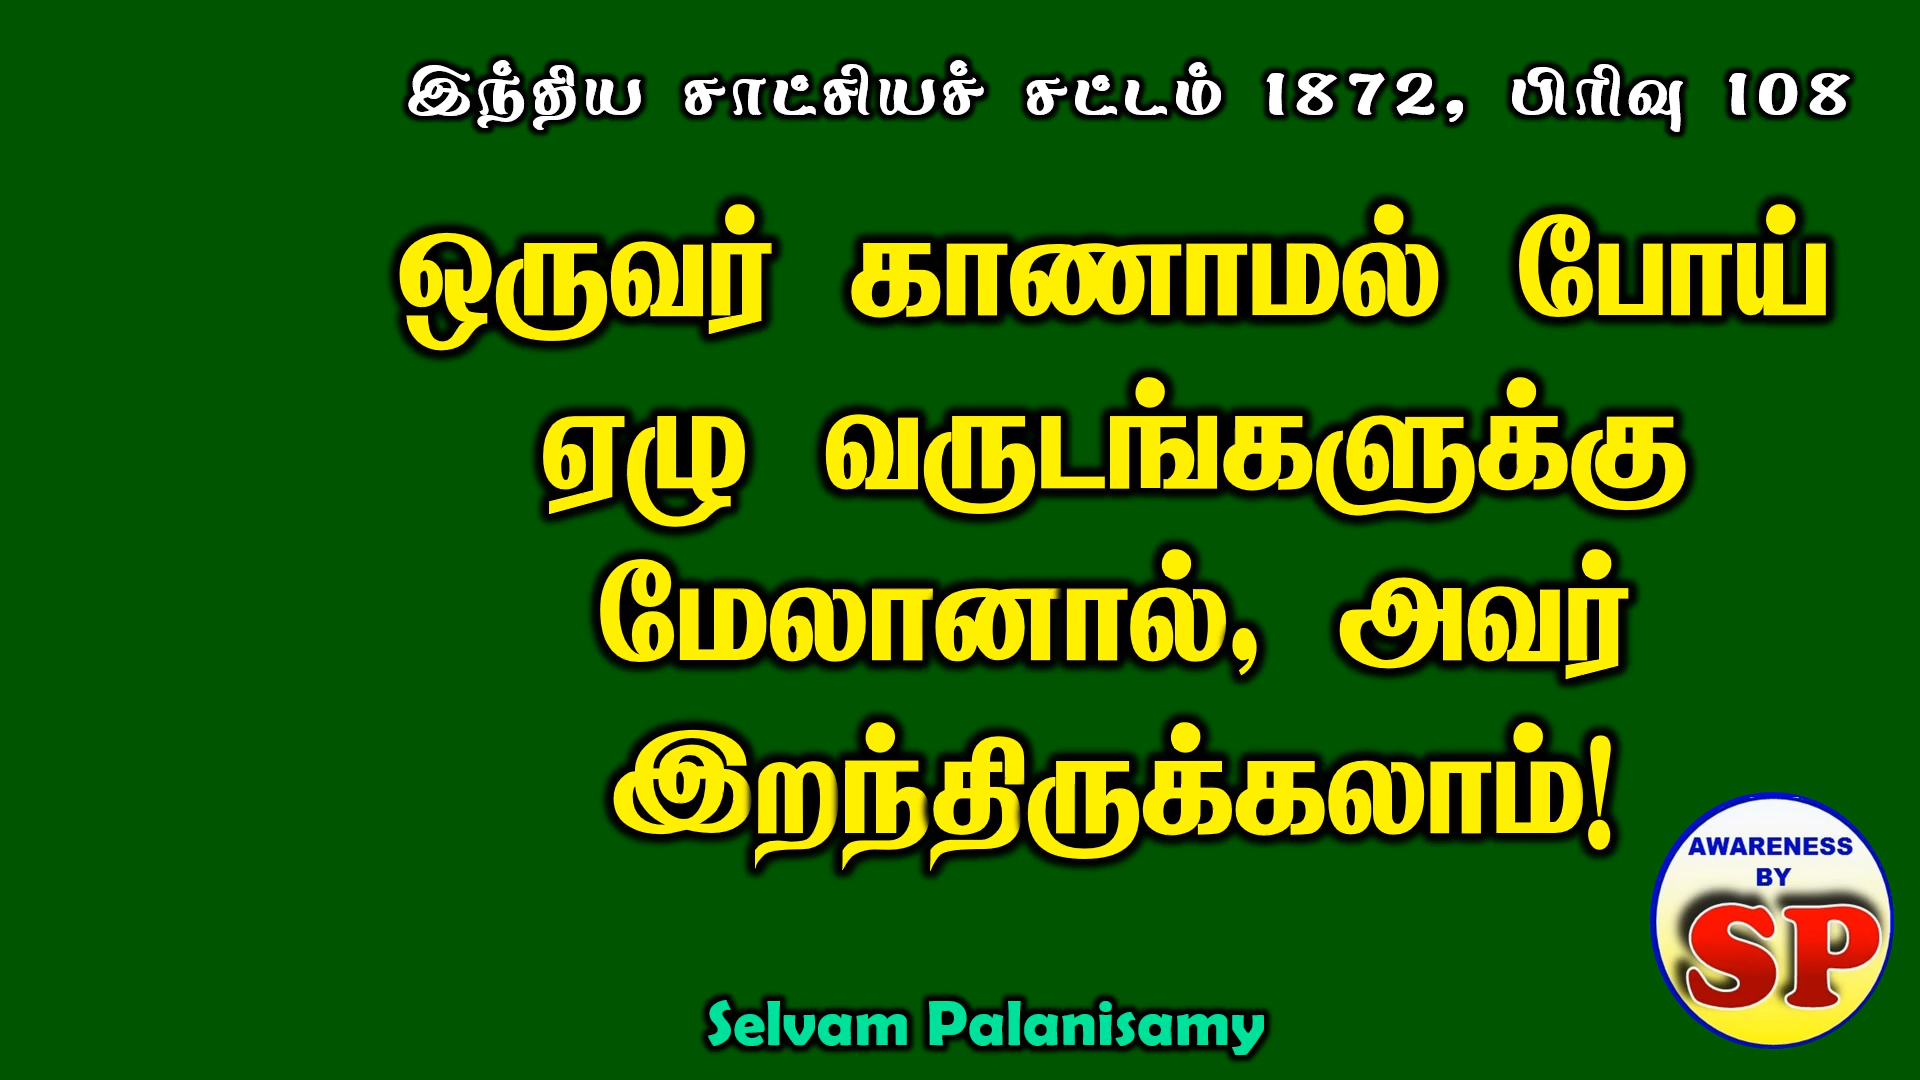 இந்திய சாட்சியச் சட்டம் 1872, பிரிவு 108
ஒருவர் காணாமல் போய்
ஏழு வருடங்களுக்கு
மேலானால், அவர்
இறந்திருக்கலாம்!
AWARENESS
BY
SP
Selvam Palanisamy